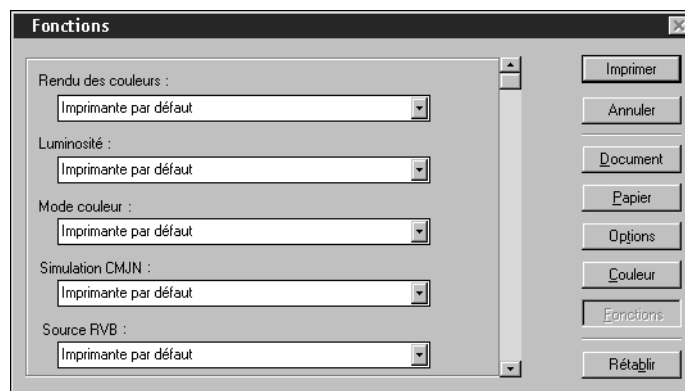 Fonctions
Rendu des couleurs :
Imprimante par défaut
Luminosité :
Imprimante par défaut
Mode couleur :
Imprimante par défaut
Simulation CMJN :
Imprimante par défaut
Source RVB :
Imprimante par défaut
Imprimer
Annuler
Document
Papier
Options
Couleur
Fonctions
Rétablir